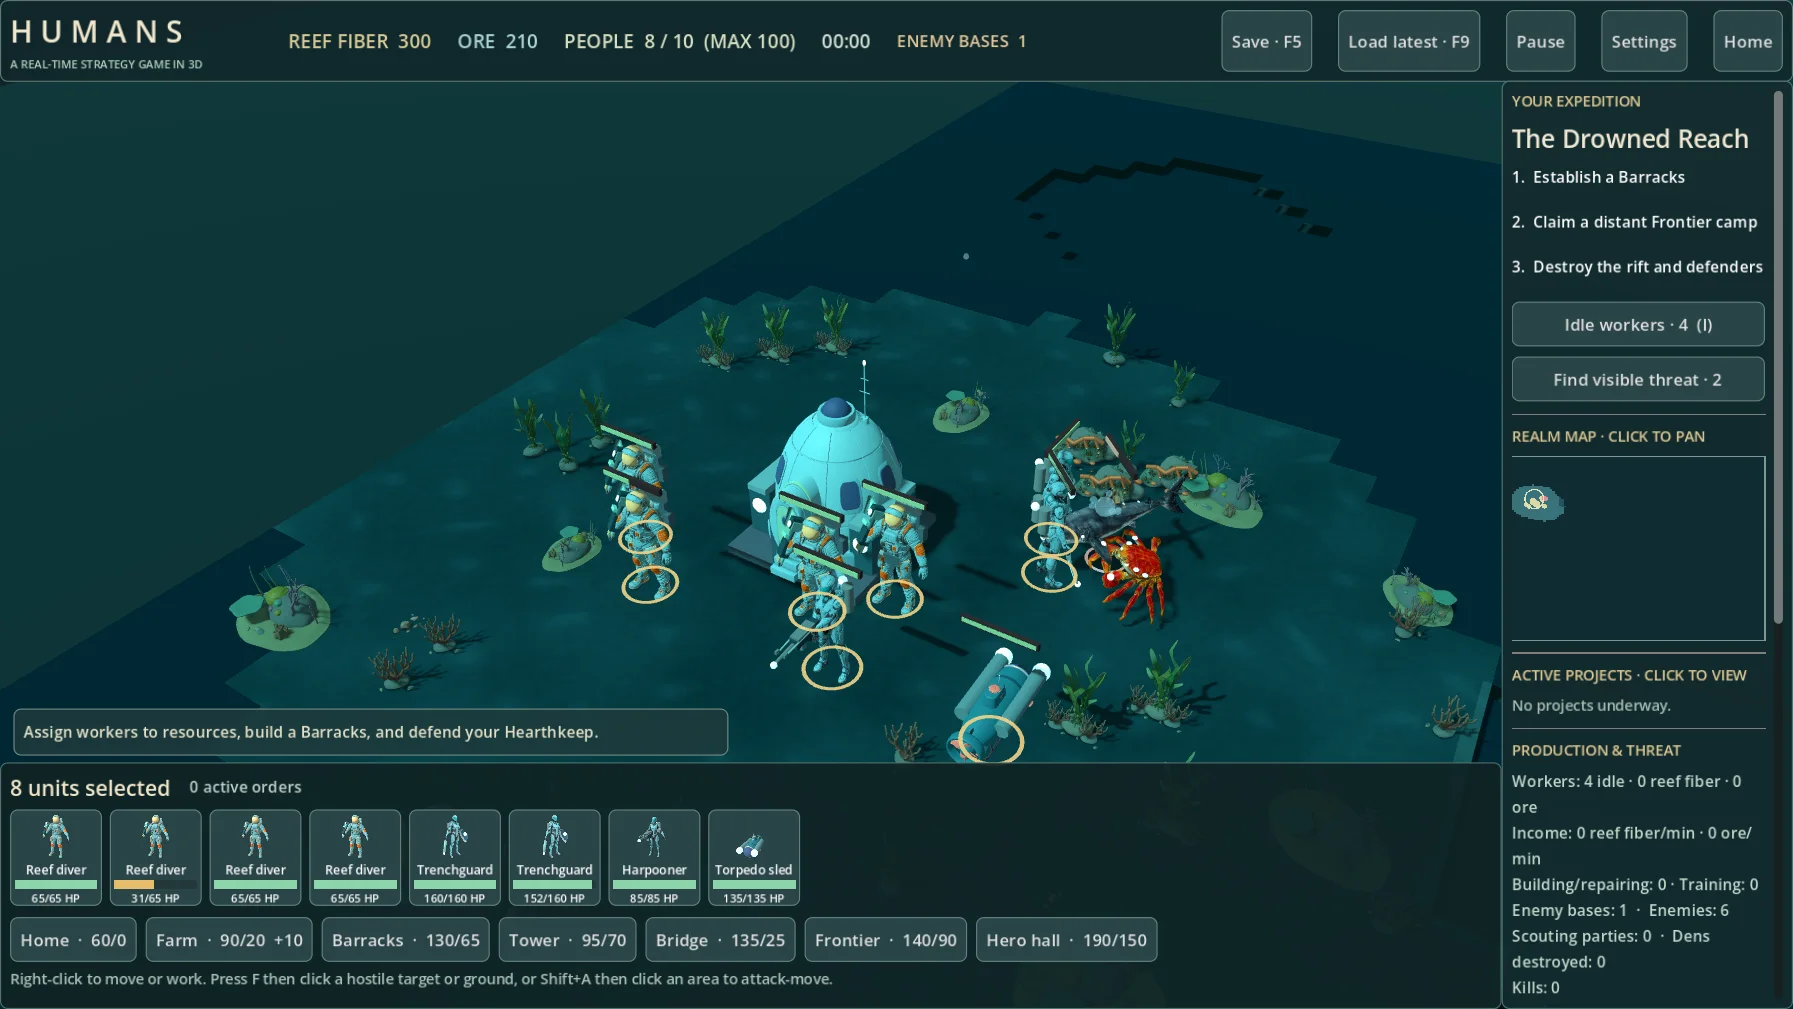 HUMANS
A REAL-TIME STRATEGY GAME IN 3D
REEF FIBER 300 ORE 210 PEOPLE 8 / 10 (MAX 100) 00:00 ENEMY BASES 1
Save · F5
Load latest · F9
Pause
Settings
Home
YOUR EXPEDITION
The Drowned Reach
1. Establish a Barracks
2. Claim a distant Frontier camp
3. Destroy the rift and defenders
Idle workers · 4 (I)
Find visible threat · 2
REALM MAP · CLICK TO PAN
ACTIVE PROJECTS · CLICK TO VIEW
No projects underway.
PRODUCTION & THREAT
Workers: 4 idle · 0 reef fiber · 0
ore
Income: 0 reef fiber/min · 0 ore/
min
Building/repairing: 0 · Training: 0
Enemy bases: 1 · Enemies: 6
Scouting parties: 0 · Dens
destroyed: 0
Kills: 0
Assign workers to resources, build a Barracks, and defend your Hearthkeep.
8 units selected 0 active orders
Reef diver
65/65 HP
Reef diver
31/65 HP
Reef diver
65/65 HP
Reef diver
65/65 HP
Trenchguard
160/160 HP
Trenchguard
152/160 HP
Harpooner
85/85 HP
Torpedo sled
135/135 HP
Home · 60/0
Farm · 90/20 +10
Barracks · 130/65
Tower · 95/70
Bridge · 135/25
Frontier · 140/90
Hero hall · 190/150
Right-click to move or work. Press F then click a hostile target or ground, or Shift+A then click an area to attack-move.